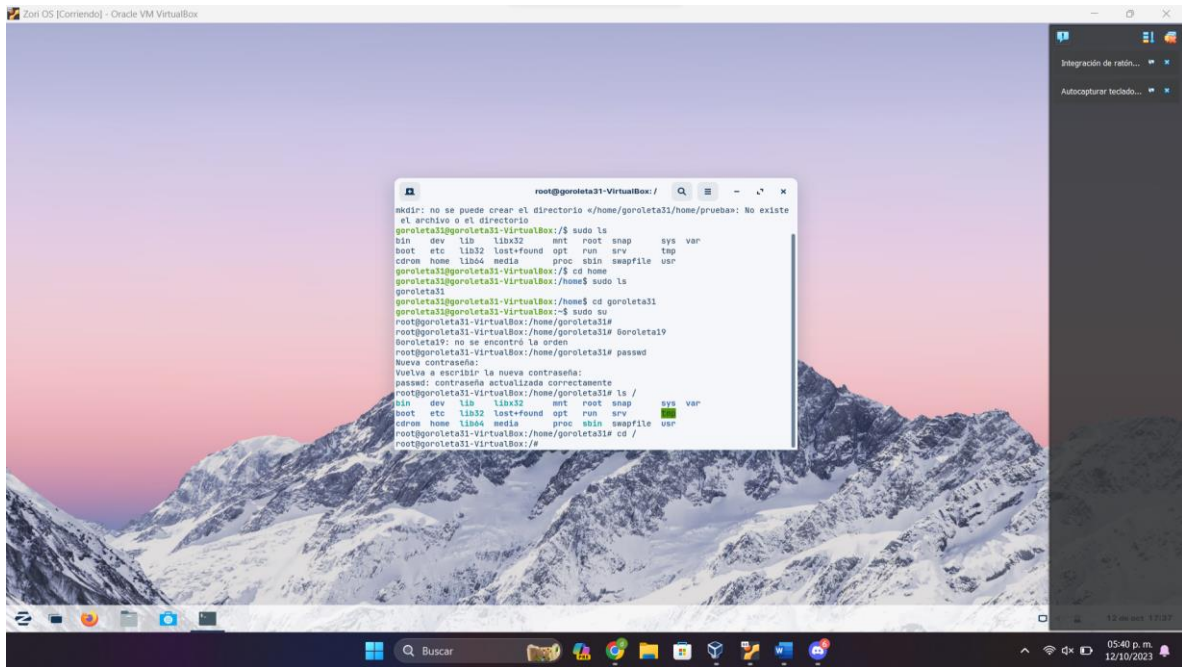 Zori OS [Corriendo] - Oracle VM VirtualBox
Integración de ratón...
Autocapturar teclado...
root@goroleta31-VirtualBox: /
mkdir: no se puede crear el directorio «/home/goroleta31/home/prueba»: No existe
el archivo o el directorio
goroleta31@goroleta31-VirtualBox:/$ sudo ls
bin dev lib libx32 mnt root snap sys var
boot etc lib32 lost+found opt run srv tmp
cdrom home lib64 media proc sbin swapfile usr
goroleta31@goroleta31-VirtualBox:/$ cd home
goroleta31@goroleta31-VirtualBox:/home$ sudo ls
goroleta31
goroleta31@goroleta31-VirtualBox:/home$ cd goroleta31
goroleta31@goroleta31-VirtualBox:~$ sudo su
root@goroleta31-VirtualBox:/home/goroleta31#
root@goroleta31-VirtualBox:/home/goroleta31# Goroleta19
Goroleta19: no se encontró la orden
root@goroleta31-VirtualBox:/home/goroleta31# passwd
Nueva contraseña:
Vuelva a escribir la nueva contraseña:
passwd: contraseña actualizada correctamente
root@goroleta31-VirtualBox:/home/goroleta31# ls /
bin dev lib libx32 mnt root snap sys var
boot etc lib32 lost+found opt run srv tmp
cdrom home lib64 media proc sbin swapfile usr
root@goroleta31-VirtualBox:/home/goroleta31# cd /
root@goroleta31-VirtualBox:/#
12 de oct. 17:37
Buscar
05:40 p. m.
12/10/2023